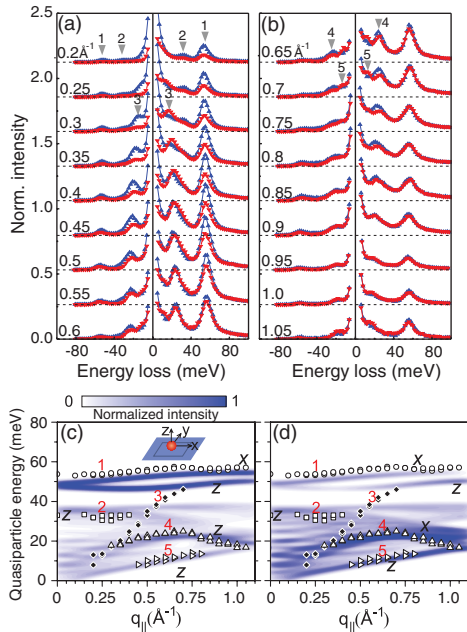 (a)
(b)
1 2 2 1
4 4
0.2Å⁻¹
0.65Å⁻¹
0.25
3 3
0.7
5 5
0.3
0.75
0.35
0.8
0.4
0.85
0.45
0.9
0.5
0.95
0.55
1.0
0.6
1.05
Norm. intensity
2.5
2.0
1.5
1.0
0.5
0.0
-80 -40 0 40 80
-80 -40 0 40 80
Energy loss (meV)
Energy loss (meV)
0 1
Normalized intensity
Quasiparticle energy (meV)
80
60
40
20
0
(c)
z y x
1 x
z
3
z 2
4 z
5
z
(d)
1 x
z
3
z 2
4 x
5
z
0 0.25 0.50 0.75 1.0
0 0.25 0.50 0.75 1.0
q||(Å⁻¹)
q||(Å⁻¹)